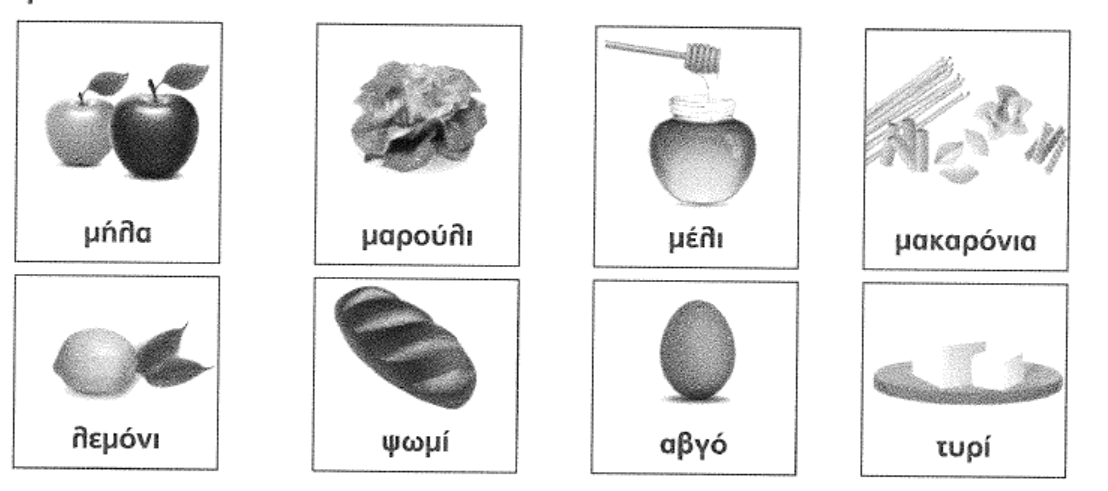 μήλα
μαρούλι
μέλι
μακαρόνια
λεμόνι
ψωμί
αβγό
τυρί